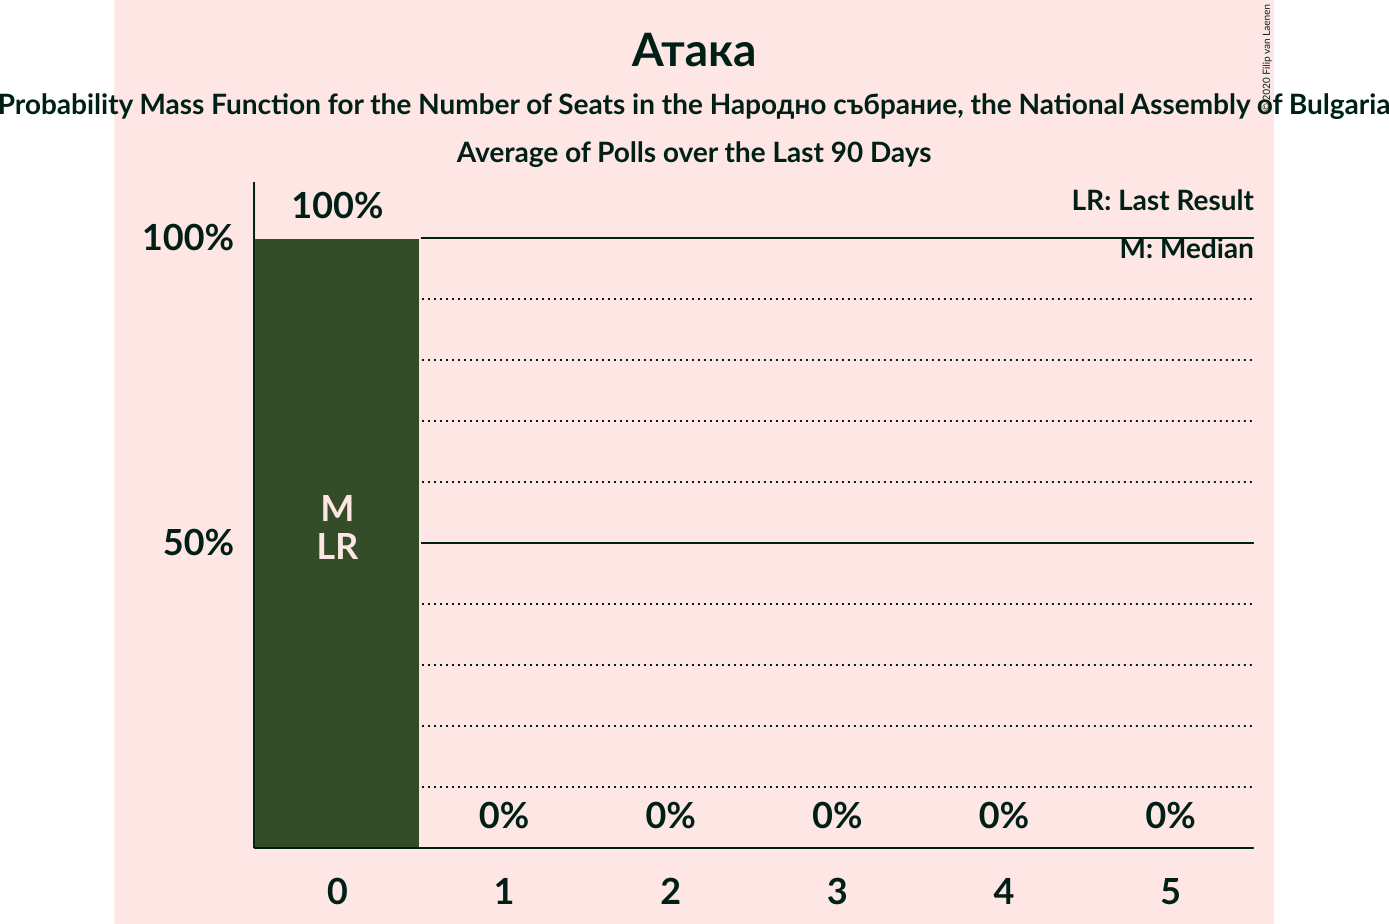 Атака
Probability Mass Function for the Number of Seats in the Народно събрание, the National Assembly of Bulgaria
Average of Polls over the Last 90 Days
© 2020 Filip van Laenen
LR: Last Result
M: Median
100%
100%
50%
M
LR
0%
0%
0%
0%
0%
0
1
2
3
4
5